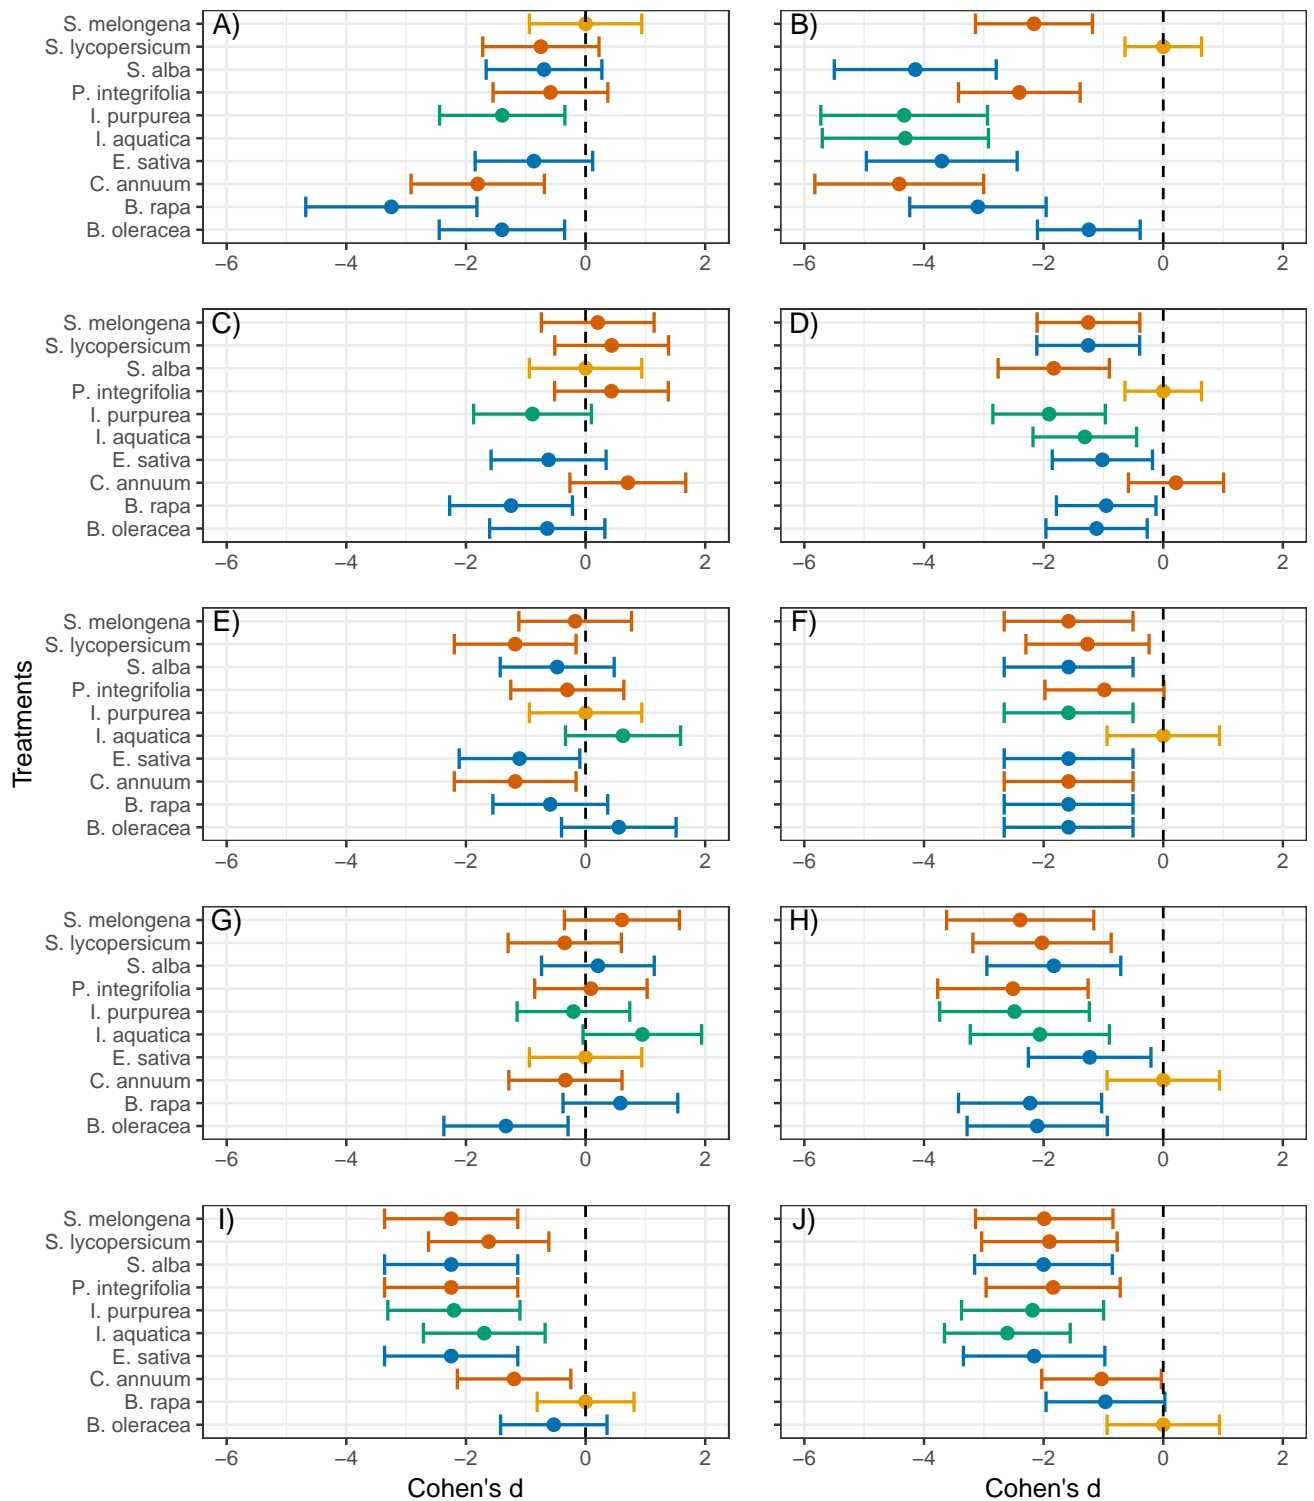 A)
S. melongena
S. lycopersicum
S. alba
P. integrifolia
I. purpurea
I. aquatica
E. sativa
C. annuum
B. rapa
B. oleracea
−6 −4 −2 0 2
B)
−6 −4 −2 0 2
C)
S. melongena
S. lycopersicum
S. alba
P. integrifolia
I. purpurea
I. aquatica
E. sativa
C. annuum
B. rapa
B. oleracea
−6 −4 −2 0 2
D)
−6 −4 −2 0 2
Treatments
E)
S. melongena
S. lycopersicum
S. alba
P. integrifolia
I. purpurea
I. aquatica
E. sativa
C. annuum
B. rapa
B. oleracea
−6 −4 −2 0 2
F)
−6 −4 −2 0 2
G)
S. melongena
S. lycopersicum
S. alba
P. integrifolia
I. purpurea
I. aquatica
E. sativa
C. annuum
B. rapa
B. oleracea
−6 −4 −2 0 2
H)
−6 −4 −2 0 2
I)
S. melongena
S. lycopersicum
S. alba
P. integrifolia
I. purpurea
I. aquatica
E. sativa
C. annuum
B. rapa
B. oleracea
−6 −4 −2 0 2
Cohen's d
J)
−6 −4 −2 0 2
Cohen's d